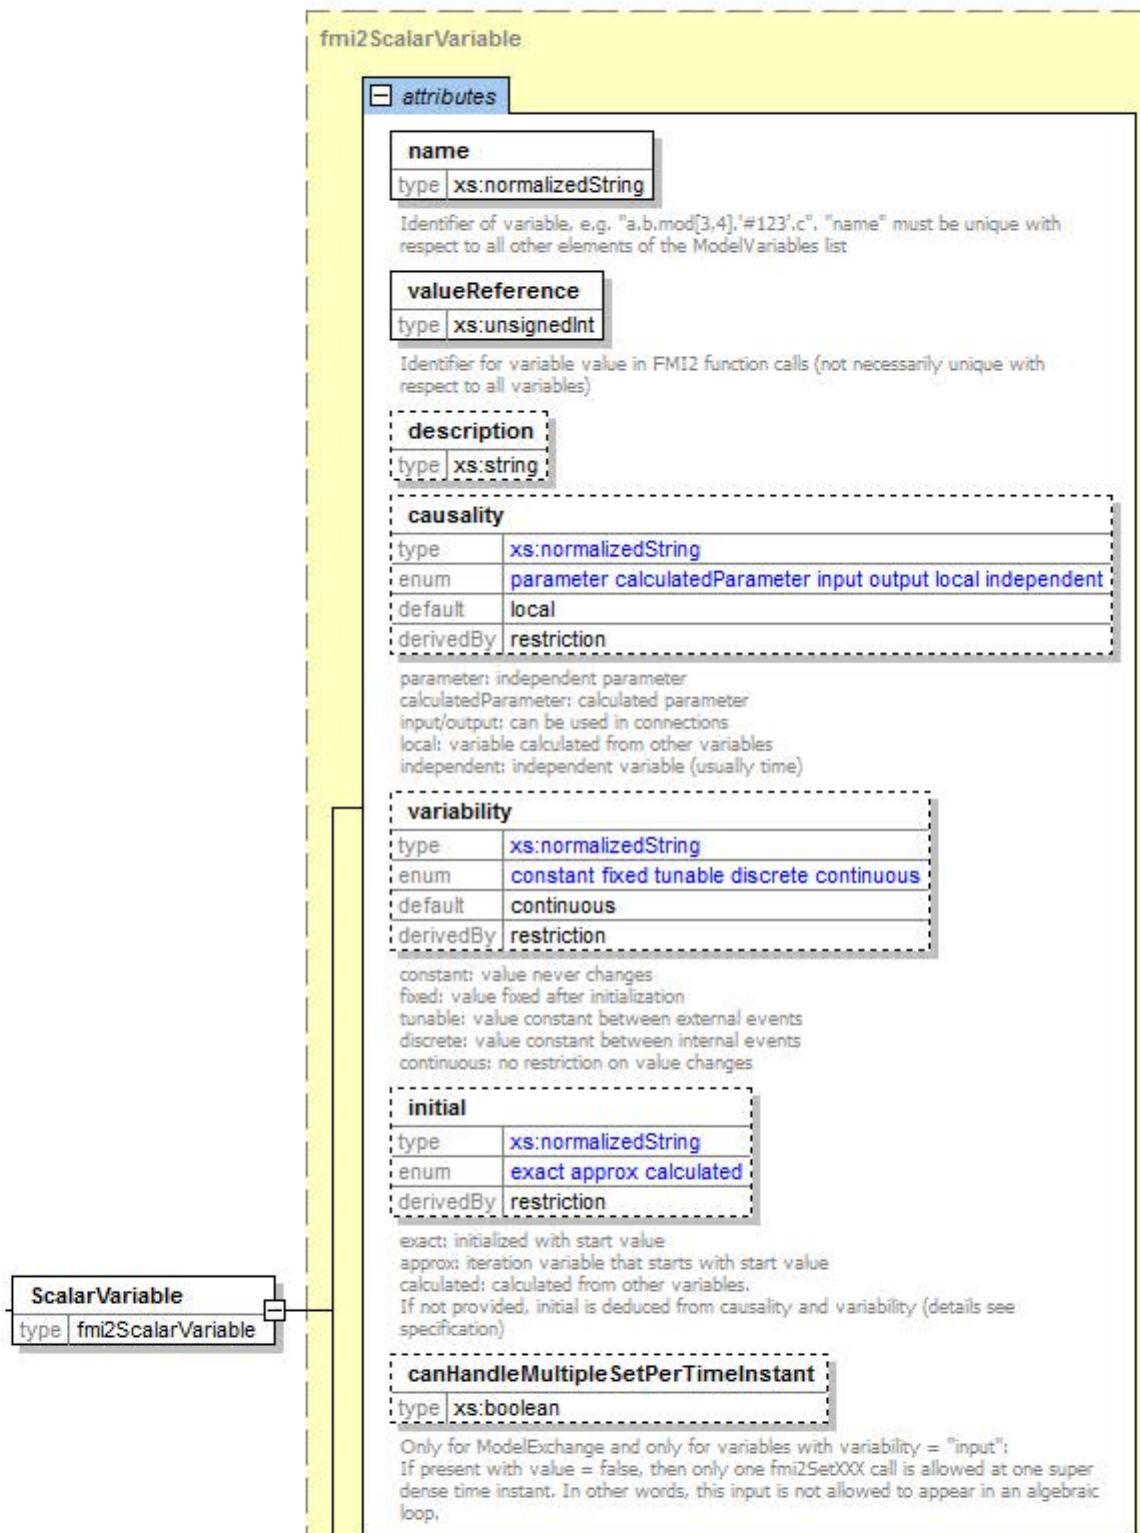 fmi2ScalarVariable
attributes
name
type xs:normalizedString
Identifier of variable, e.g. "a.b.mod[3,4].'#123'.c". "name" must be unique with
respect to all other elements of the ModelVariables list
valueReference
type xs:unsignedInt
Identifier for variable value in FMI2 function calls (not necessarily unique with
respect to all variables)
description
type xs:string
causality
type xs:normalizedString
enum parameter calculatedParameter input output local independent
default local
derivedBy restriction
parameter: independent parameter
calculatedParameter: calculated parameter
input/output: can be used in connections
local: variable calculated from other variables
independent: independent variable (usually time)
variability
type xs:normalizedString
enum constant fixed tunable discrete continuous
default continuous
derivedBy restriction
constant: value never changes
fixed: value fixed after initialization
tunable: value constant between external events
discrete: value constant between internal events
continuous: no restriction on value changes
initial
type xs:normalizedString
enum exact approx calculated
derivedBy restriction
exact: initialized with start value
approx: iteration variable that starts with start value
calculated: calculated from other variables.
If not provided, initial is deduced from causality and variability (details see
specification)
ScalarVariable
type fmi2ScalarVariable
canHandleMultipleSetPerTimeInstant
type xs:boolean
Only for ModelExchange and only for variables with variability = "input":
If present with value = false, then only one fmi2SetXXX call is allowed at one super
dense time instant. In other words, this input is not allowed to appear in an algebraic
loop.